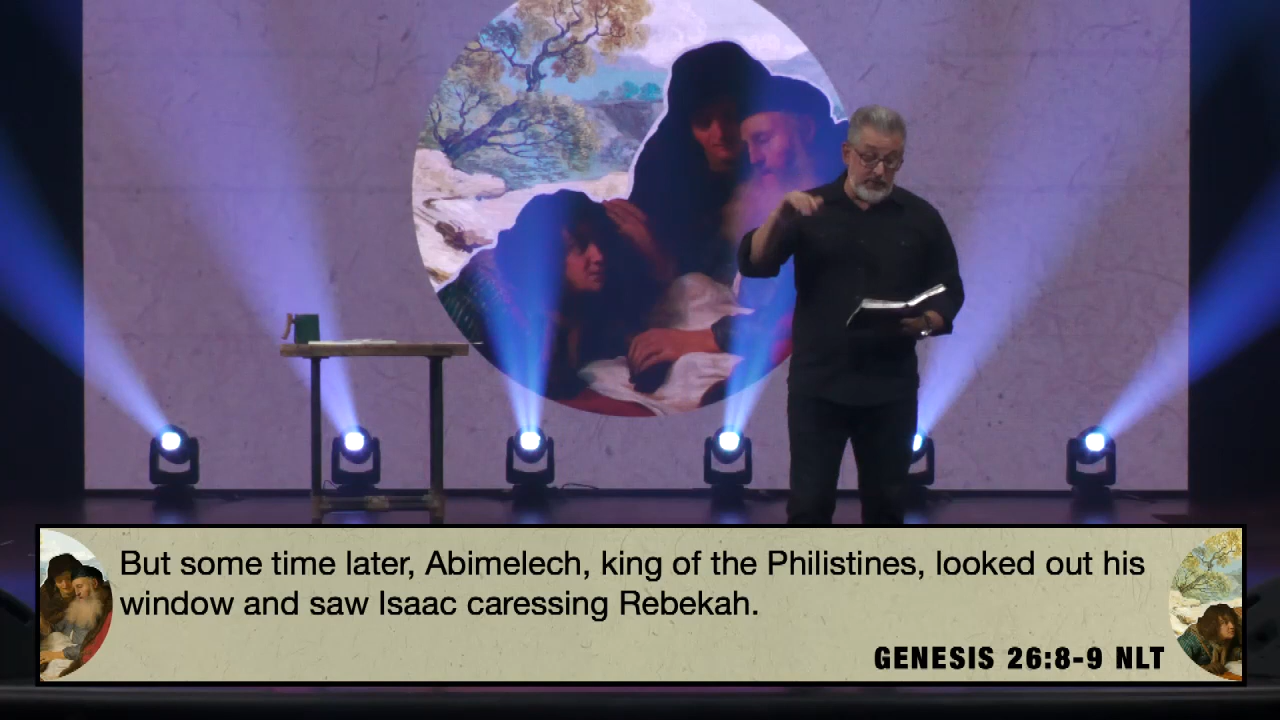 But some time later, Abimelech, king of the Philistines, looked out his
window and saw Isaac caressing Rebekah.
GENESIS 26:8-9 NLT